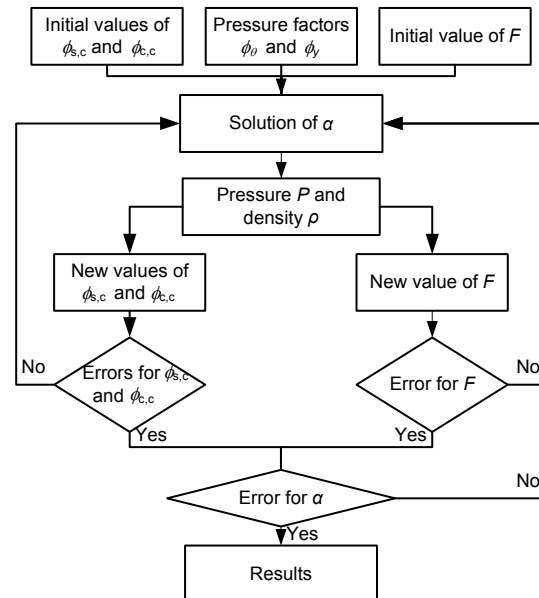 Initial values of
ϕs,c and ϕc,c
Pressure factors
ϕθ and ϕy
Initial value of F
Solution of α
Pressure P and
density ρ
New values of
ϕs,c and ϕc,c
New value of F
No
Errors for ϕs,c
and ϕc,c
Error for F
No
Yes
Yes
Error for α
No
Yes
Results